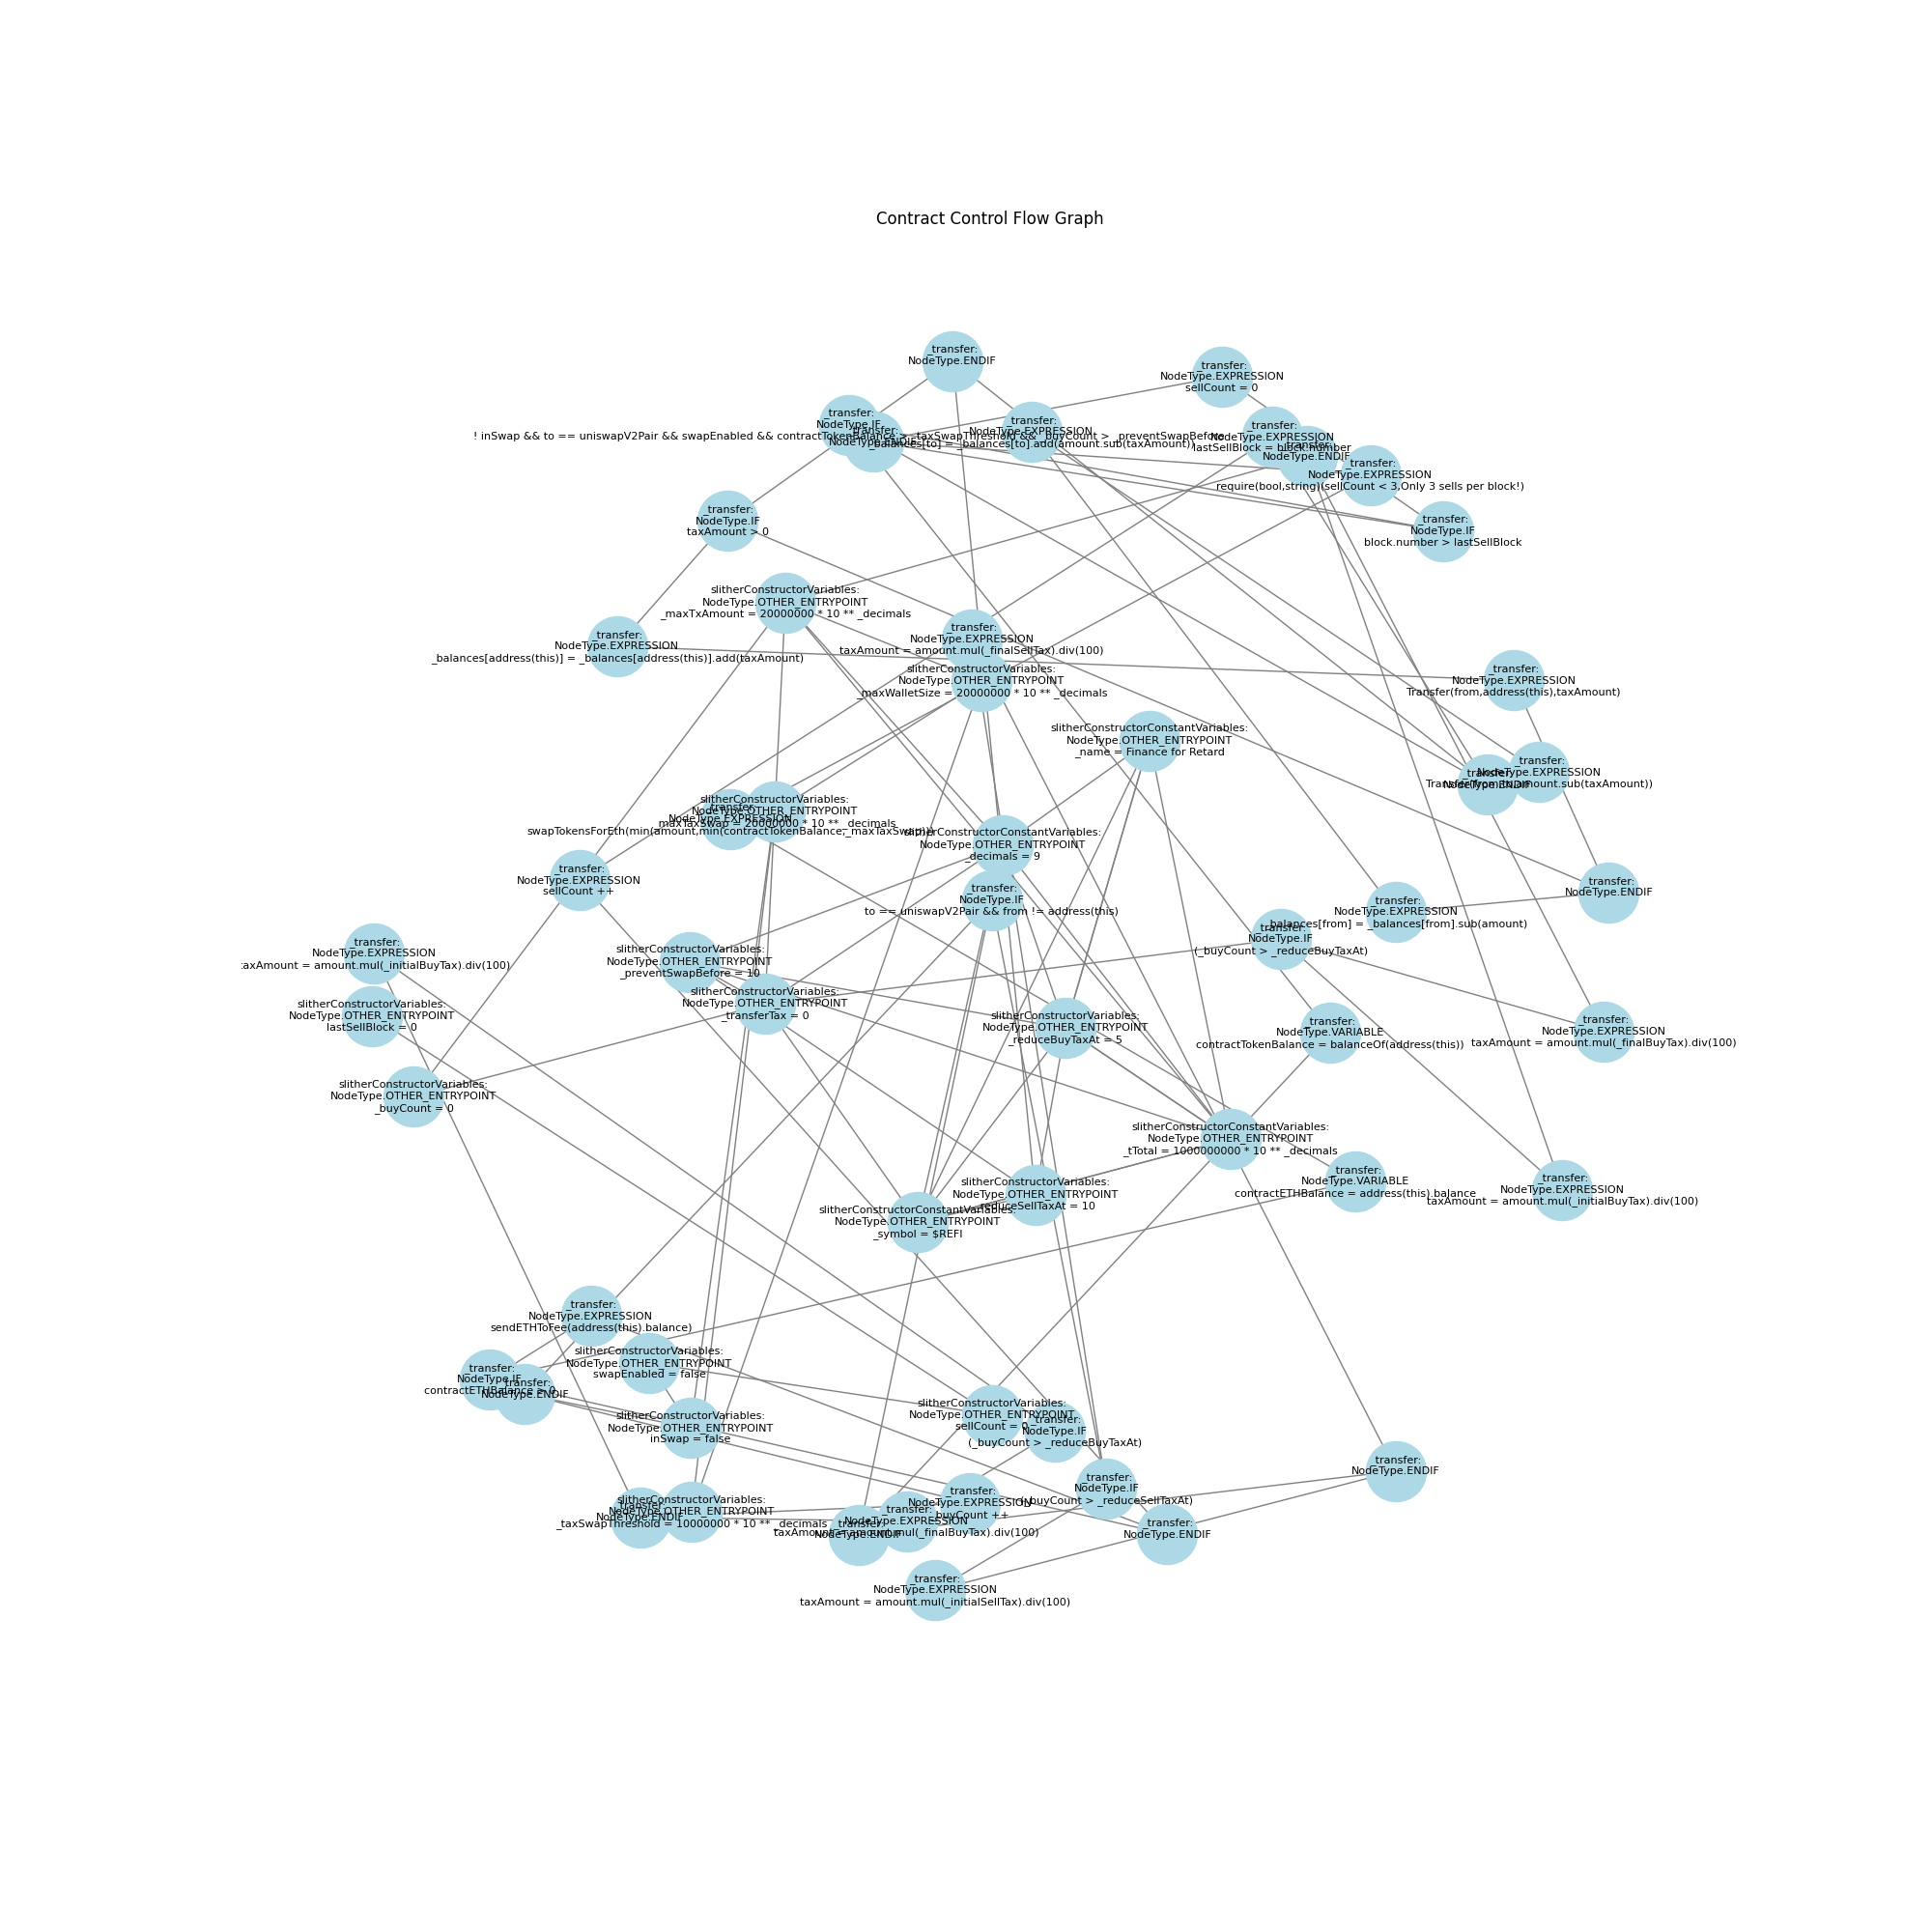 Contract Control Flow Graph
_transfer:
NodeType.ENDIF
_transfer:
NodeType.EXPRESSION
sellCount = 0
_transfer:
NodeType.IF
! inSwap && to == uniswapV2Pair && swapEnabled && contractTokenBalance > _taxSwapThreshold && _buyCount > _preventSwapBefore
_transfer:
NodeType.ENDIF
_transfer:
NodeType.EXPRESSION
_balances[to] = _balances[to].add(amount.sub(taxAmount))
_transfer:
NodeType.EXPRESSION
lastSellBlock = block.number
_transfer:
NodeType.ENDIF
_transfer:
NodeType.EXPRESSION
require(bool,string)(sellCount < 3,Only 3 sells per block!)
_transfer:
NodeType.IF
block.number > lastSellBlock
_transfer:
NodeType.IF
taxAmount > 0
slitherConstructorVariables:
NodeType.OTHER_ENTRYPOINT
_maxTxAmount = 20000000 * 10 ** _decimals
_transfer:
NodeType.EXPRESSION
_balances[address(this)] = _balances[address(this)].add(taxAmount)
_transfer:
NodeType.EXPRESSION
taxAmount = amount.mul(_finalSellTax).div(100)
slitherConstructorVariables:
NodeType.OTHER_ENTRYPOINT
_maxWalletSize = 20000000 * 10 ** _decimals
_transfer:
NodeType.EXPRESSION
Transfer(from,address(this),taxAmount)
slitherConstructorConstantVariables:
NodeType.OTHER_ENTRYPOINT
_name = Finance for Retard
_transfer:
NodeType.EXPRESSION
_transfer:
NodeType.ENDIF
slitherConstructorVariables:
NodeType.OTHER_ENTRYPOINT
_maxTaxSwap = 20000000 * 10 ** _decimals
_transfer:
NodeType.EXPRESSION
swapTokensForEth(min(amount,min(contractTokenBalance,_maxTaxSwap)))
slitherConstructorConstantVariables:
NodeType.OTHER_ENTRYPOINT
_decimals = 9
_transfer:
NodeType.EXPRESSION
sellCount ++
_transfer:
NodeType.ENDIF
_transfer:
NodeType.IF
to == uniswapV2Pair && from != address(this)
_transfer:
NodeType.EXPRESSION
_balances[from] = _balances[from].sub(amount)
_transfer:
NodeType.IF
(_buyCount > _reduceBuyTaxAt)
_transfer:
NodeType.EXPRESSION
taxAmount = amount.mul(_initialBuyTax).div(100)
slitherConstructorVariables:
NodeType.OTHER_ENTRYPOINT
_preventSwapBefore = 10
slitherConstructorVariables:
NodeType.OTHER_ENTRYPOINT
_transferTax = 0
slitherConstructorVariables:
NodeType.OTHER_ENTRYPOINT
lastSellBlock = 0
slitherConstructorVariables:
NodeType.OTHER_ENTRYPOINT
_reduceBuyTaxAt = 5
_transfer:
NodeType.VARIABLE
contractTokenBalance = balanceOf(address(this))
_transfer:
NodeType.EXPRESSION
taxAmount = amount.mul(_finalBuyTax).div(100)
slitherConstructorVariables:
NodeType.OTHER_ENTRYPOINT
_buyCount = 0
slitherConstructorConstantVariables:
NodeType.OTHER_ENTRYPOINT
_tTotal = 1000000000 * 10 ** _decimals
_transfer:
NodeType.VARIABLE
contractETHBalance = address(this).balance
_transfer:
NodeType.EXPRESSION
taxAmount = amount.mul(_initialBuyTax).div(100)
slitherConstructorVariables:
NodeType.OTHER_ENTRYPOINT
_reduceSellTaxAt = 10
slitherConstructorConstantVariables:
NodeType.OTHER_ENTRYPOINT
_symbol = $REFI
_transfer:
NodeType.EXPRESSION
sendETHToFee(address(this).balance)
slitherConstructorVariables:
NodeType.OTHER_ENTRYPOINT
swapEnabled = false
_transfer:
NodeType.IF
contractETHBalance > 0
_transfer:
NodeType.ENDIF
slitherConstructorVariables:
NodeType.OTHER_ENTRYPOINT
inSwap = false
slitherConstructorVariables:
NodeType.OTHER_ENTRYPOINT
sellCount = 0
_transfer:
NodeType.IF
(_buyCount > _reduceBuyTaxAt)
_transfer:
NodeType.ENDIF
_transfer:
NodeType.IF
(_buyCount > _reduceSellTaxAt)
_transfer:
NodeType.EXPRESSION
_buyCount ++
slitherConstructorVariables:
NodeType.OTHER_ENTRYPOINT
_taxSwapThreshold = 10000000 * 10 ** _decimals
_transfer:
NodeType.ENDIF
_transfer:
NodeType.EXPRESSION
taxAmount = amount.mul(_finalBuyTax).div(100)
_transfer:
NodeType.ENDIF
_transfer:
NodeType.ENDIF
_transfer:
NodeType.EXPRESSION
taxAmount = amount.mul(_initialSellTax).div(100)